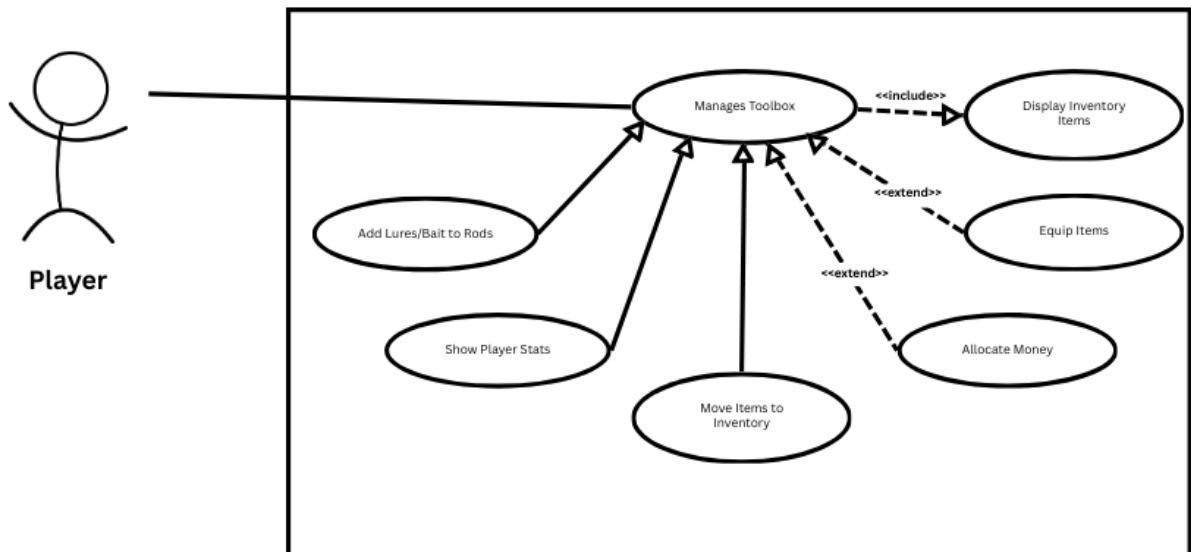 Manages Toolbox
<<include>>
Display Inventory
Items
<<extend>>
Add Lures/Bait to Rods
Equip Items
Player
<<extend>>
Show Player Stats
Allocate Money
Move Items to
Inventory